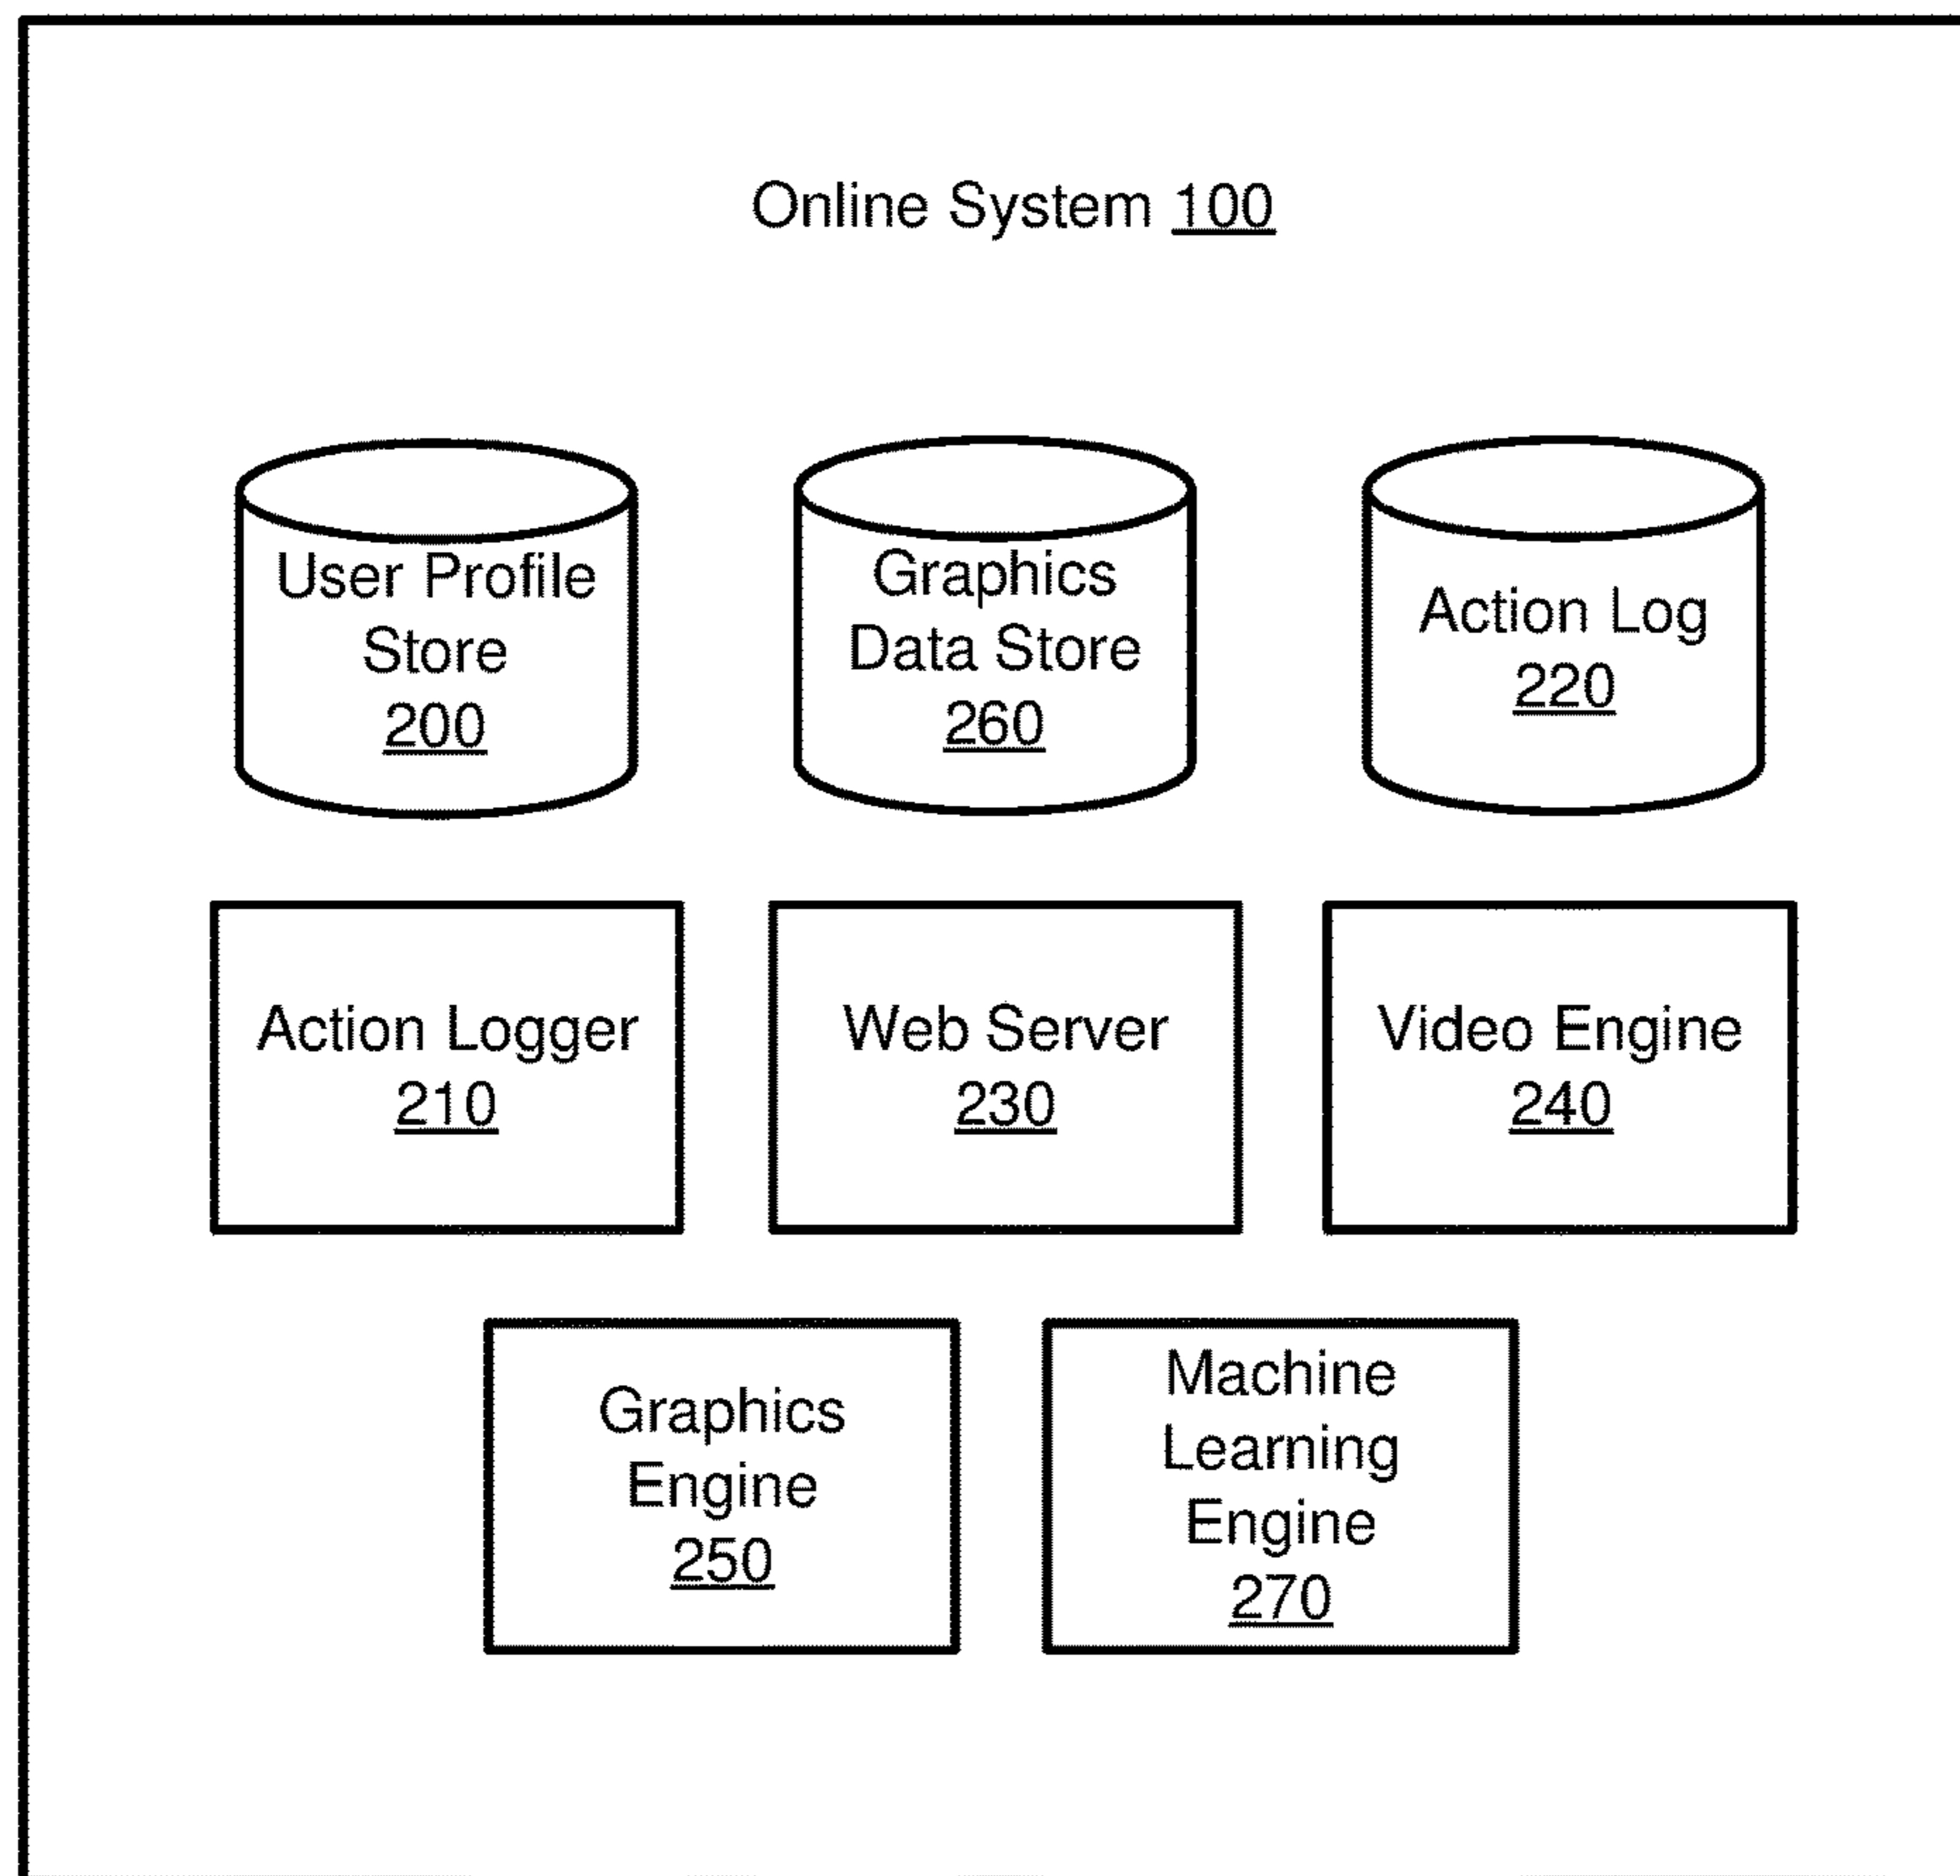 Online System 100
User Profile
Store
200
Graphics
Data Store
260
Action Log
220
Action Logger
210
Web Server
230
Video Engine
240
Graphics
Engine
250
Machine
Learning
Engine
270